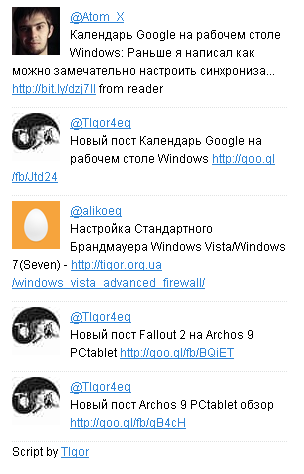 @Atom_X
Календарь Google на рабочем столе
Windows: Раньше я написал как
можно замечательно настроить синхрониза...
http://bit.ly/dzj7Il from reader
@TIgor4eg
Новый пост Календарь Google на
рабочем столе Windows http://goo.gl
/fb/Jtd24
@alikoeg
Настройка Стандартного
Брандмауера Windows Vista/Windows
7(Seven) - http://tigor.org.ua
/windows_vista_advanced_firewall/
@TIgor4eg
Новый пост Fallout 2 на Archos 9
PCtablet http://goo.gl/fb/BQiET
@TIgor4eg
Новый пост Archos 9 PCtablet обзор
http://goo.gl/fb/gB4cH
Script by TIgor